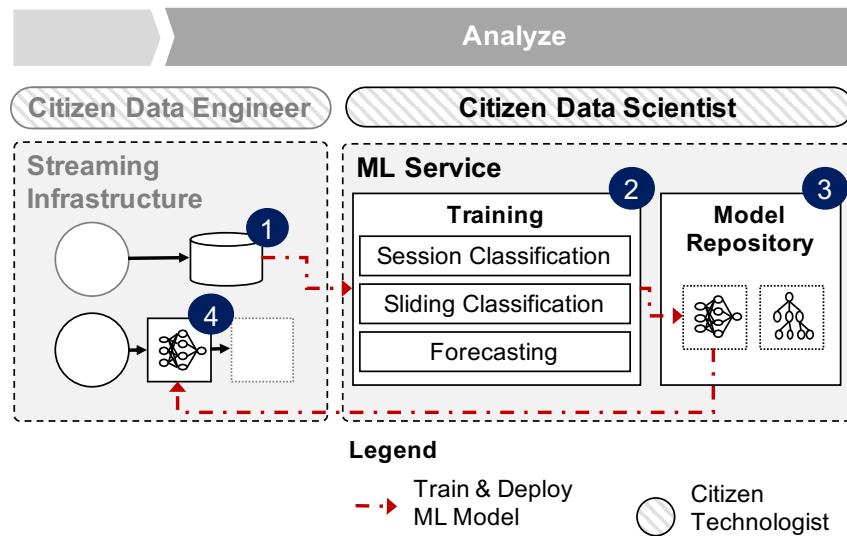 Analyze
Citizen Data Engineer
Citizen Data Scientist
Streaming
Infrastructure
1
4
ML Service
Training
2
Session Classification
Sliding Classification
Forecasting
Model
Repository
3
Legend
Train & Deploy
ML Model
Citizen
Technologist